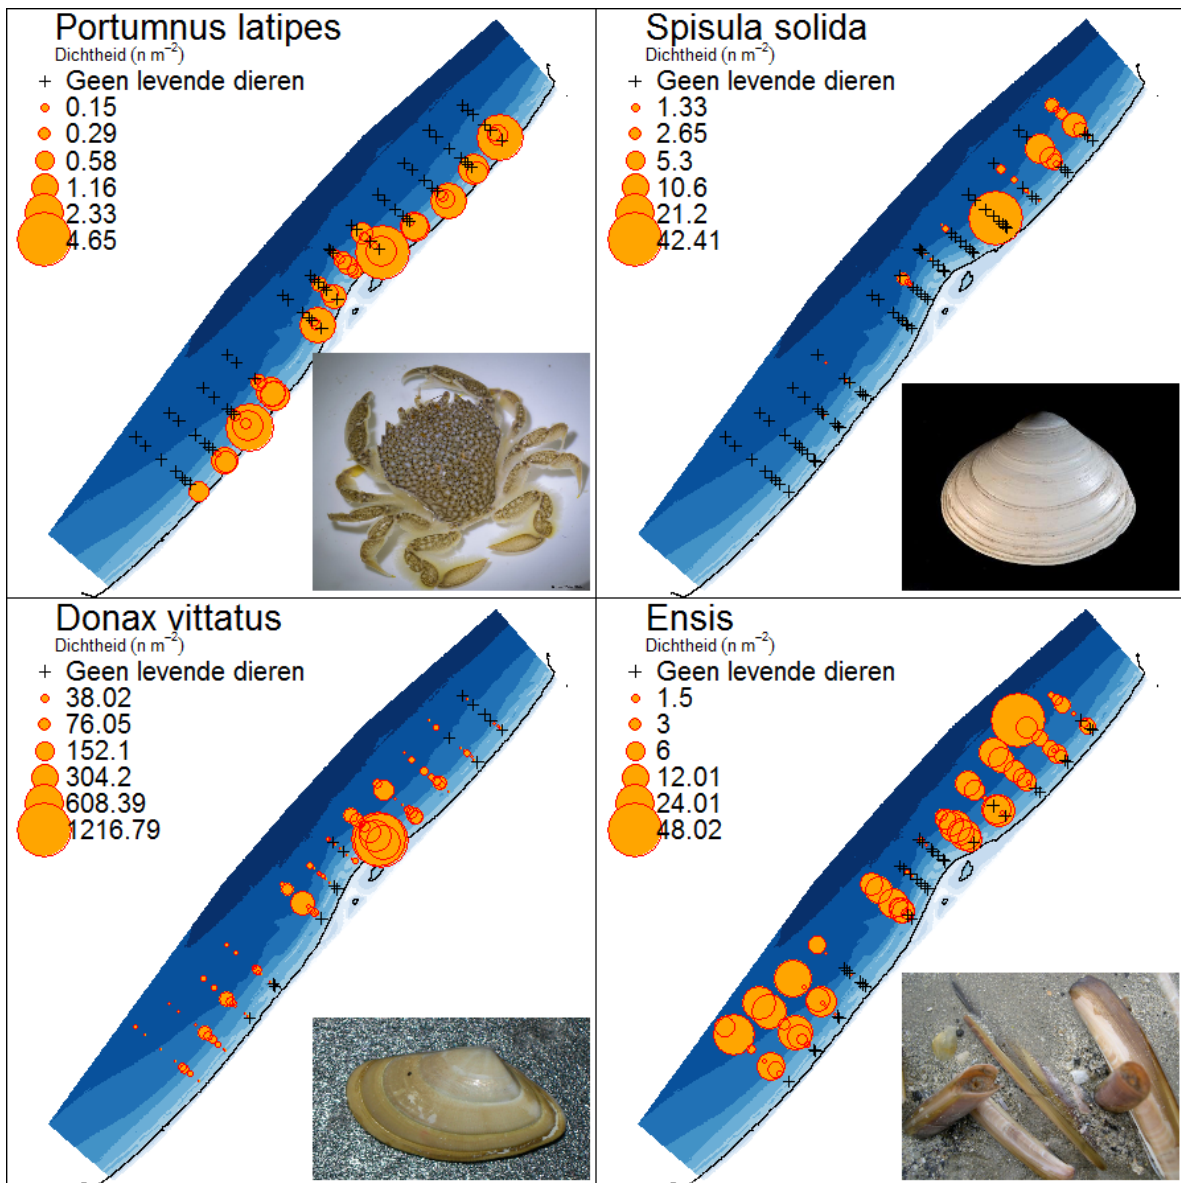 Portumnus latipes
Dichtheid (n m⁻²)
Geen levende dieren
0.15
0.29
0.58
1.16
2.33
4.65
Spisula solida
Dichtheid (n m⁻²)
Geen levende dieren
1.33
2.65
5.3
10.6
21.2
42.41
Donax vittatus
Dichtheid (n m⁻²)
Geen levende dieren
38.02
76.05
152.1
304.2
608.39
1216.79
Ensis
Dichtheid (n m⁻²)
Geen levende dieren
1.5
3
6
12.01
24.01
48.02